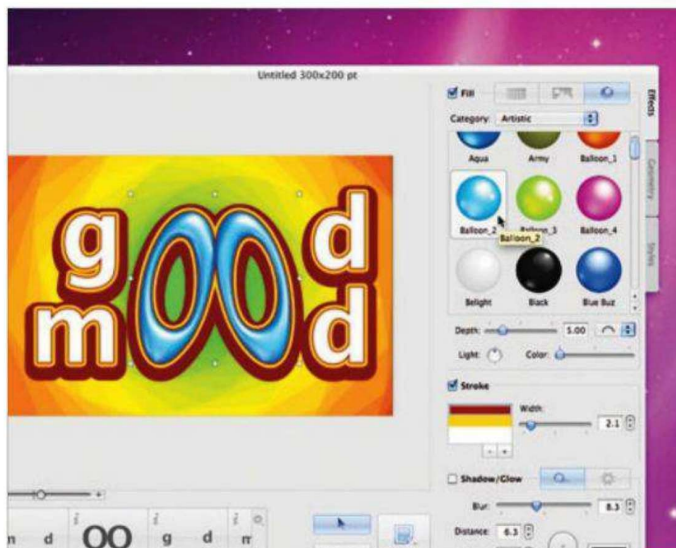 Untitled 300x200 pt
Fill
Category: Artistic
Aqua Army Balloon_1
Balloon_2 Balloon_3 Balloon_4
Balloon_2
Belight Black Blue Buz
Depth: 5.00
Light: Color:
Stroke
Width:
2.1
Shadow/Glow
Blur: 8.3
Distance: 6.3
Effects
Geometry
Styles
g oo d
m d
m d oo g d m